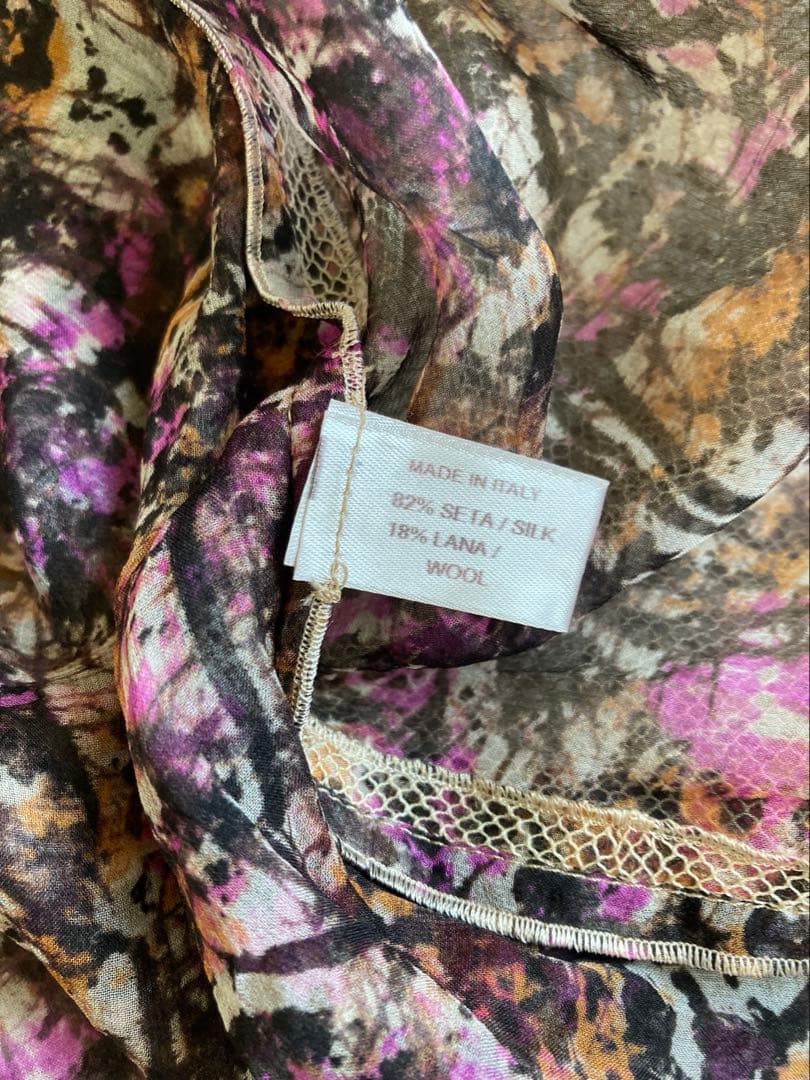 MADE IN ITALY
82% SETA / SILK
18% LANA /
WOOL